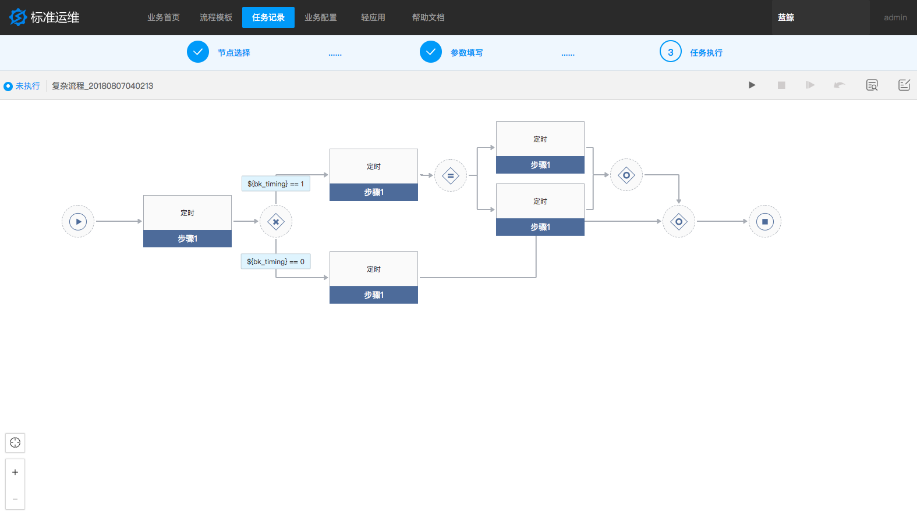 标准运维 业务首页 流程模板 任务记录 业务配置 轻应用 帮助文档 蓝鲸 admin
节点选择 ...... 参数填写 ...... 3 任务执行
未执行 复杂流程_20180807040213
定时
步骤1
${bk_timing} == 1
定时
步骤1
定时
步骤1
定时
步骤1
${bk_timing} == 0
定时
步骤1